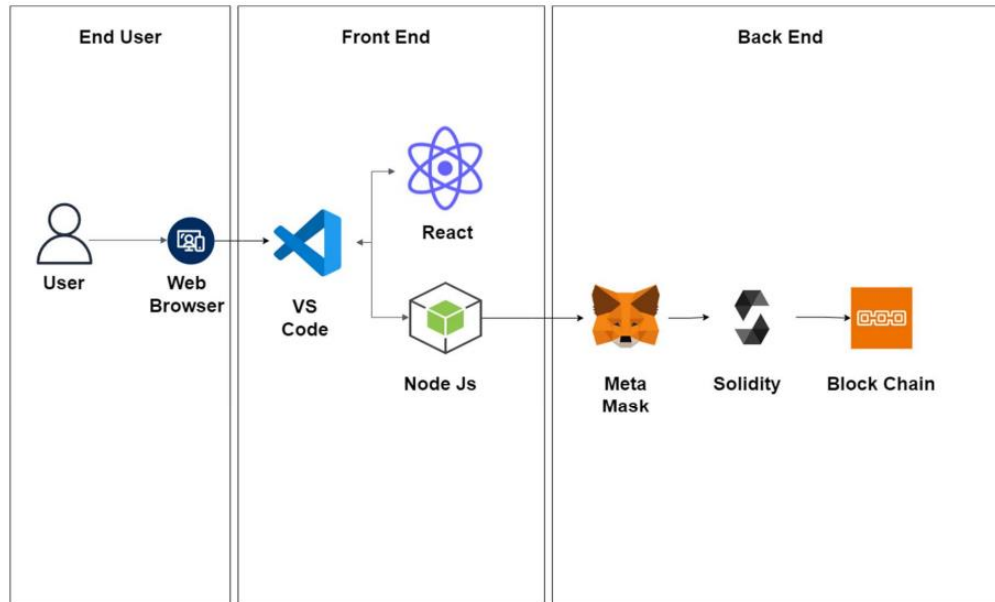 End User
Front End
Back End
User
Web
Browser
VS
Code
React
Node Js
Meta
Mask
Solidity
Block Chain